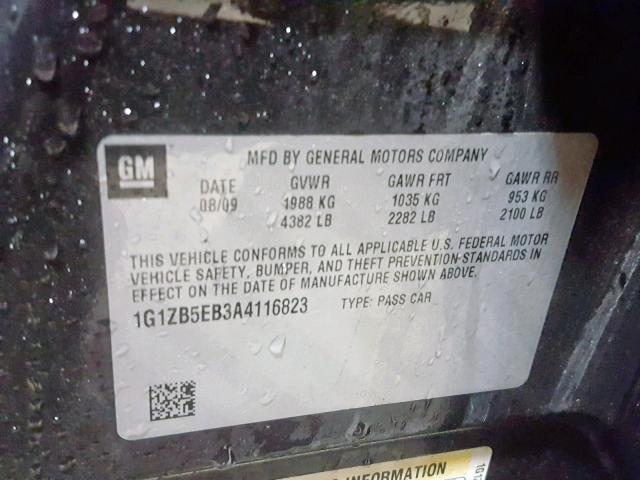 GM
MFD BY GENERAL MOTORS COMPANY
DATE GVWR GAWR FRT GAWR RR
08/09 1988 KG 1035 KG 953 KG
4382 LB 2282 LB 2100 LB
THIS VEHICLE CONFORMS TO ALL APPLICABLE U.S. FEDERAL MOTOR
VEHICLE SAFETY, BUMPER, AND THEFT PREVENTION STANDARDS IN
EFFECT ON THE DATE OF MANUFACTURE SHOWN ABOVE.
1G1ZB5EB3A4116823 TYPE: PASS CAR
INFORMATION
1G1